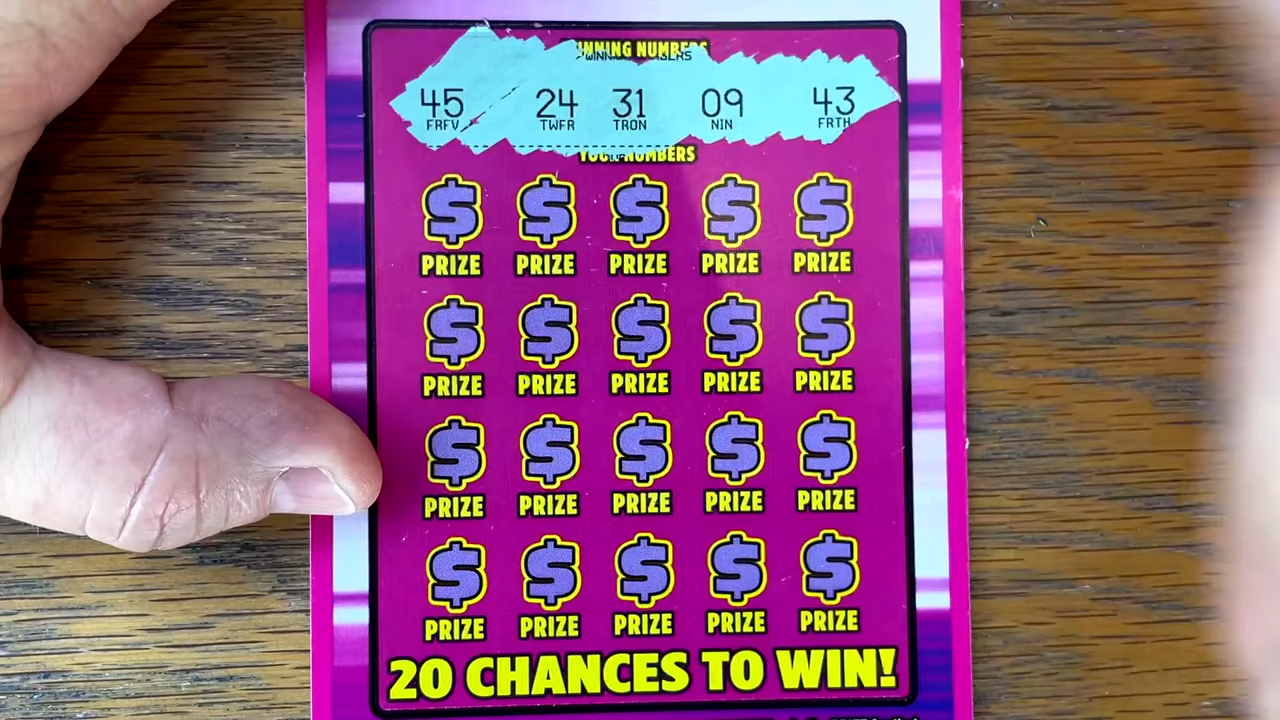 WINNING NUMBERS
45 24 31 09 43
FRFV TWFR TRON NIN FRTH
YOUR NUMBERS
$ $ $ $ $
PRIZE PRIZE PRIZE PRIZE PRIZE
$ $ $ $ $
PRIZE PRIZE PRIZE PRIZE PRIZE
$ $ $ $ $
PRIZE PRIZE PRIZE PRIZE PRIZE
$ $ $ $ $
PRIZE PRIZE PRIZE PRIZE PRIZE
20 CHANCES TO WIN!